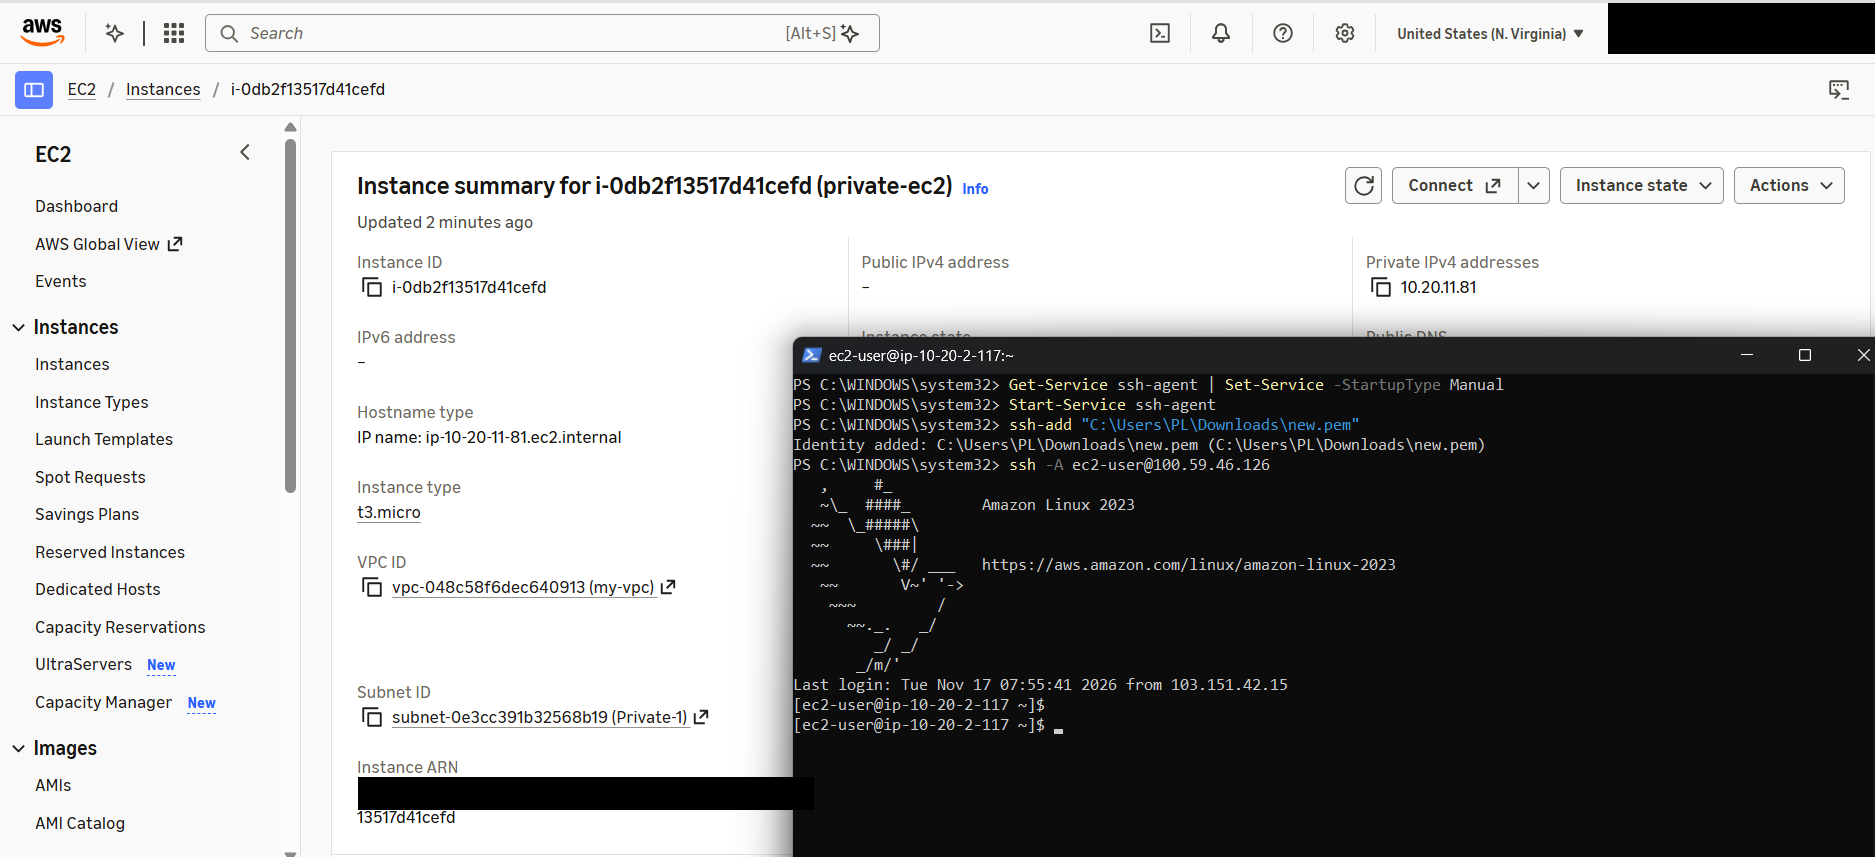 aws
Search
[Alt+S]
United States (N. Virginia) ▼
EC2 / Instances / i-0db2f13517d41cefd
EC2
Dashboard
AWS Global View
Events
Instances
Instances
Instance Types
Launch Templates
Spot Requests
Savings Plans
Reserved Instances
Dedicated Hosts
Capacity Reservations
UltraServers New
Capacity Manager New
Images
AMIs
AMI Catalog
Instance summary for i-0db2f13517d41cefd (private-ec2) Info
Updated 2 minutes ago
Connect
Instance state
Actions
Instance ID
i-0db2f13517d41cefd
Public IPv4 address
–
Private IPv4 addresses
10.20.11.81
IPv6 address
–
Instance state
Public DNS
Hostname type
IP name: ip-10-20-11-81.ec2.internal
Instance type
t3.micro
VPC ID
vpc-048c58f6dec640913 (my-vpc)
Subnet ID
subnet-0e3cc391b32568b19 (Private-1)
Instance ARN
13517d41cefd
ec2-user@ip-10-20-2-117:~
PS C:\WINDOWS\system32> Get-Service ssh-agent | Set-Service -StartupType Manual
PS C:\WINDOWS\system32> Start-Service ssh-agent
PS C:\WINDOWS\system32> ssh-add "C:\Users\PL\Downloads\new.pem"
Identity added: C:\Users\PL\Downloads\new.pem (C:\Users\PL\Downloads\new.pem)
PS C:\WINDOWS\system32> ssh -A ec2-user@100.59.46.126
   ,     #_
   ~\_  ####_        Amazon Linux 2023
  ~~  \_#####\
  ~~     \###|
  ~~       \#/ ___   https://aws.amazon.com/linux/amazon-linux-2023
   ~~       V~' '->
    ~~~         /
      ~~._.   _/
         _/ _/
       _/m/'
Last login: Tue Nov 17 07:55:41 2026 from 103.151.42.15
[ec2-user@ip-10-20-2-117 ~]$
[ec2-user@ip-10-20-2-117 ~]$ _